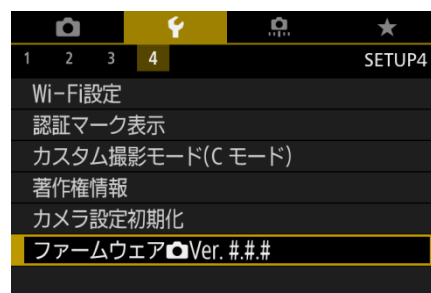 1 2 3 4 SETUP4
Wi-Fi設定
認証マーク表示
カスタム撮影モード(C モード)
著作権情報
カメラ設定初期化
ファームウェア Ver. #.#.#